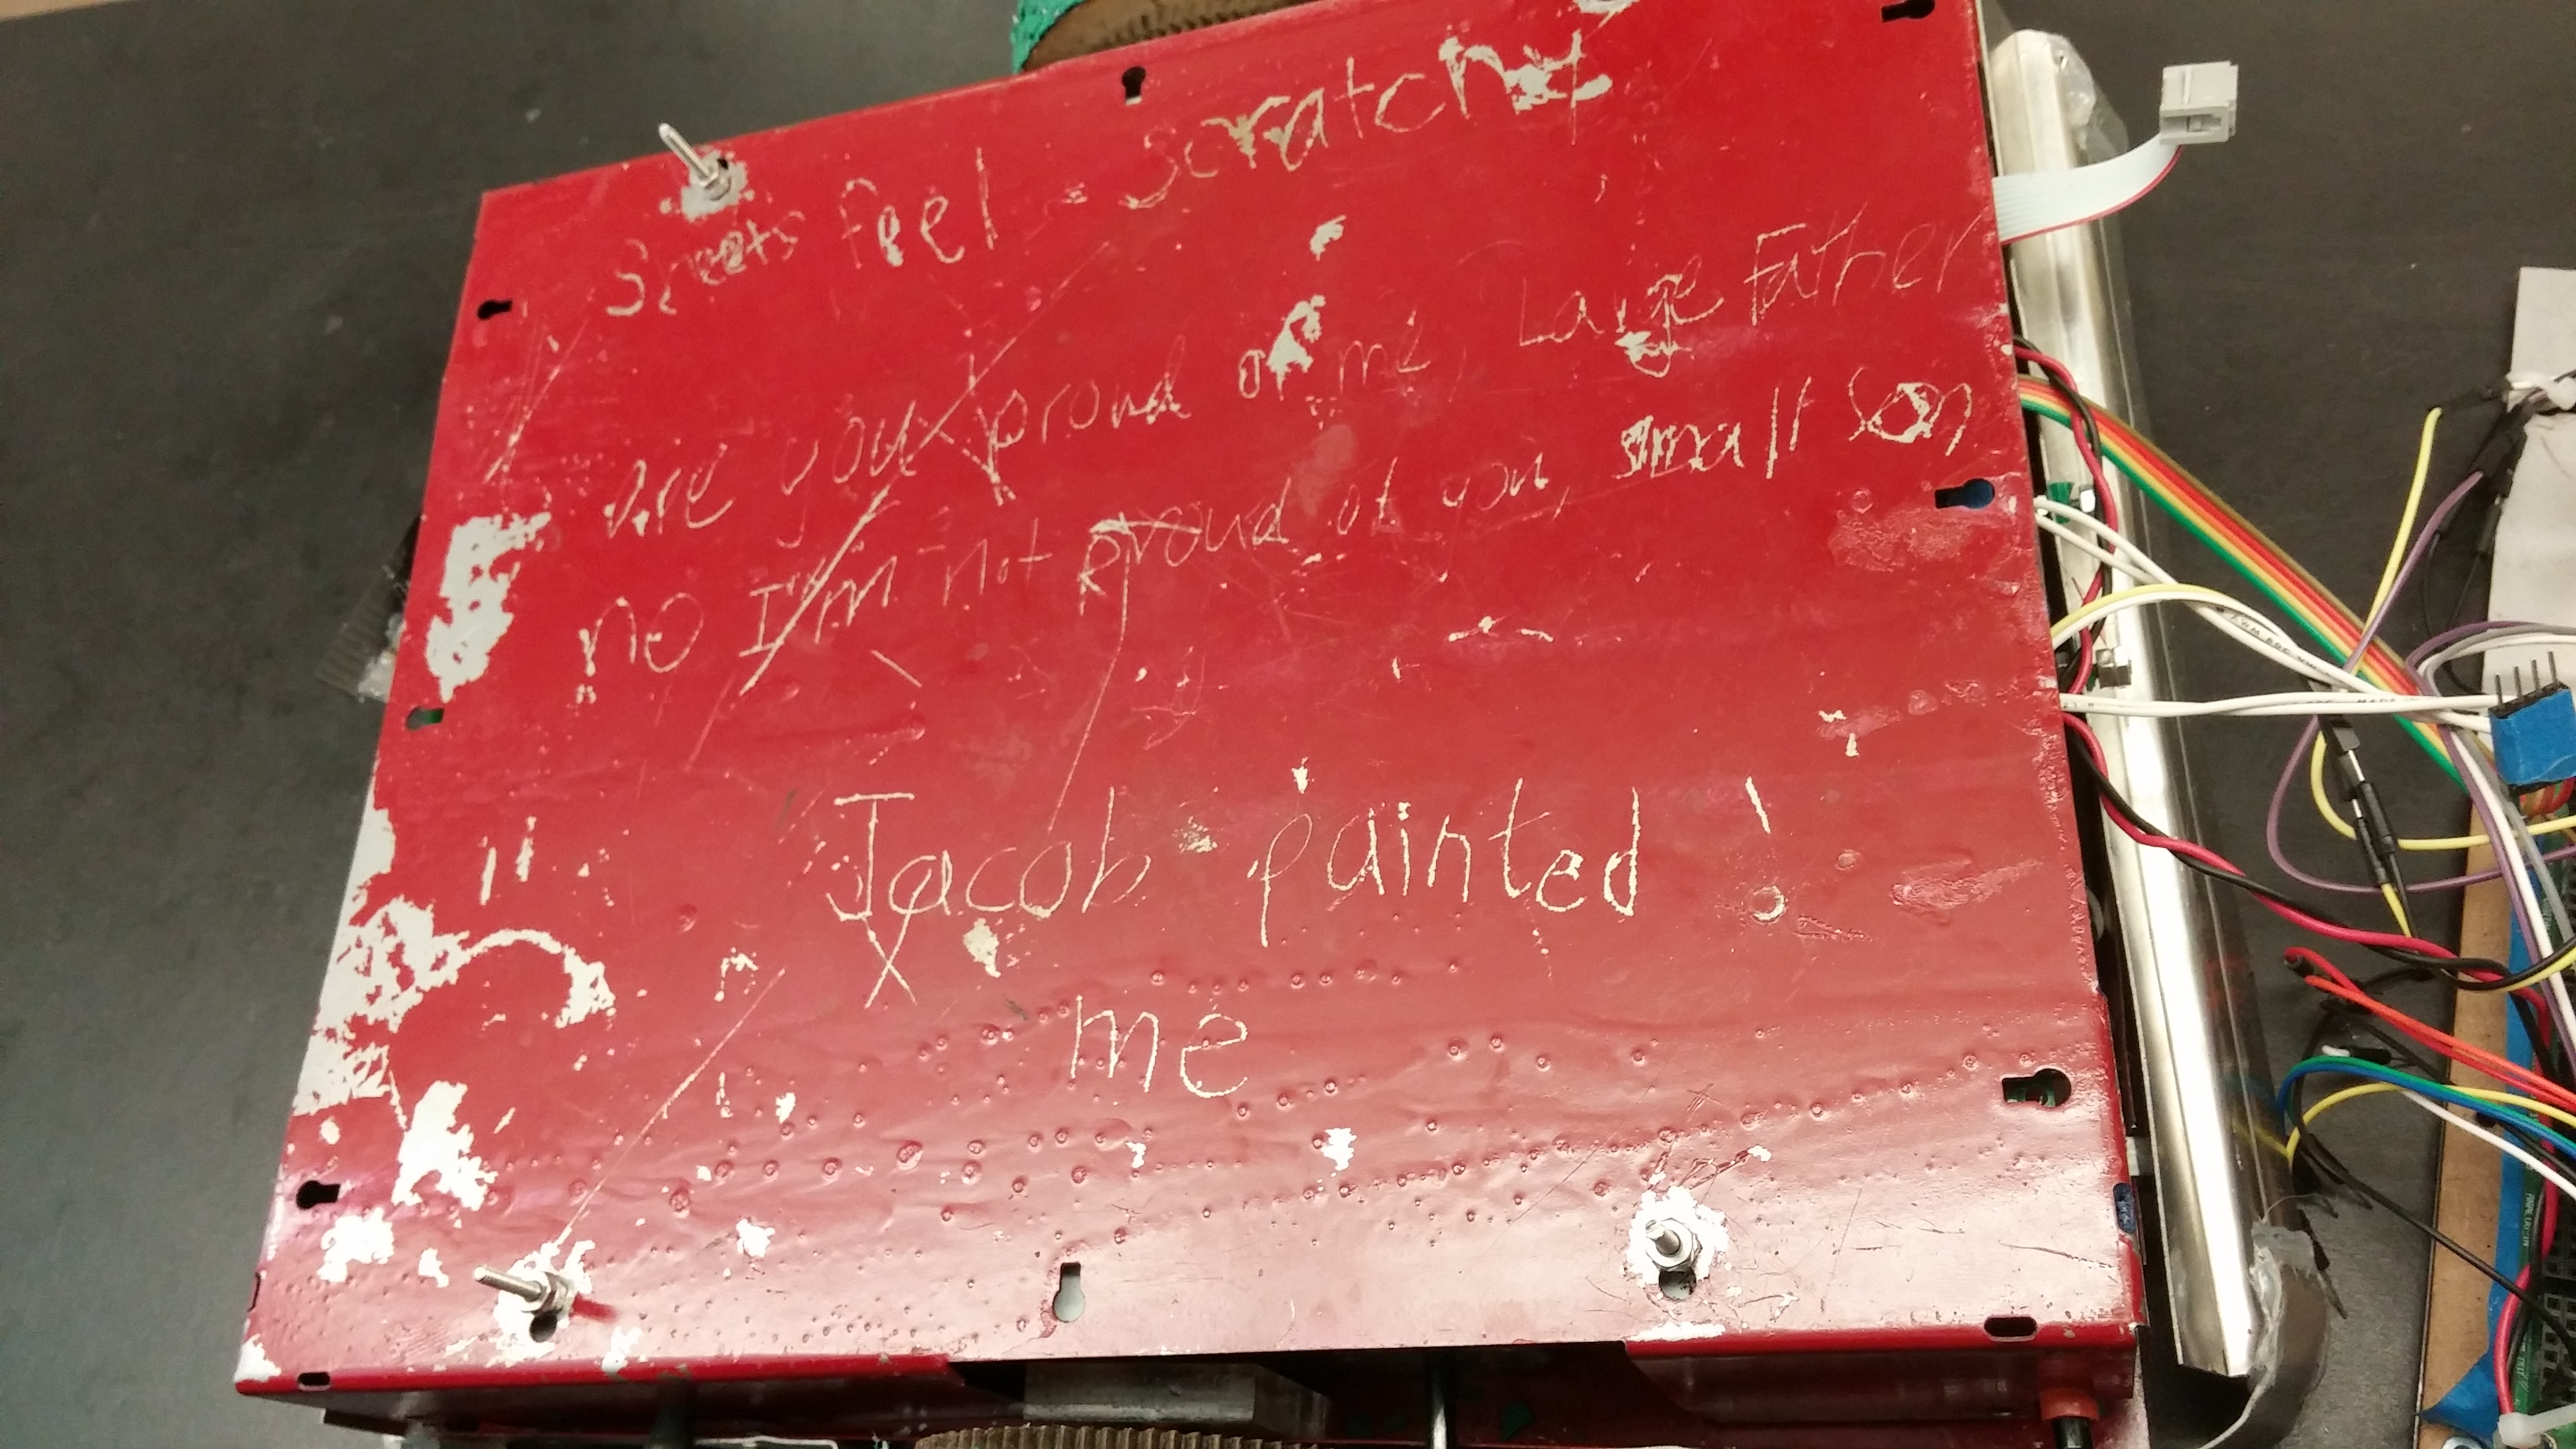 Sheets feel - scratchy
Are you proud of me, Large Father
no I'm not proud of you, small son
Jacob painted !
me